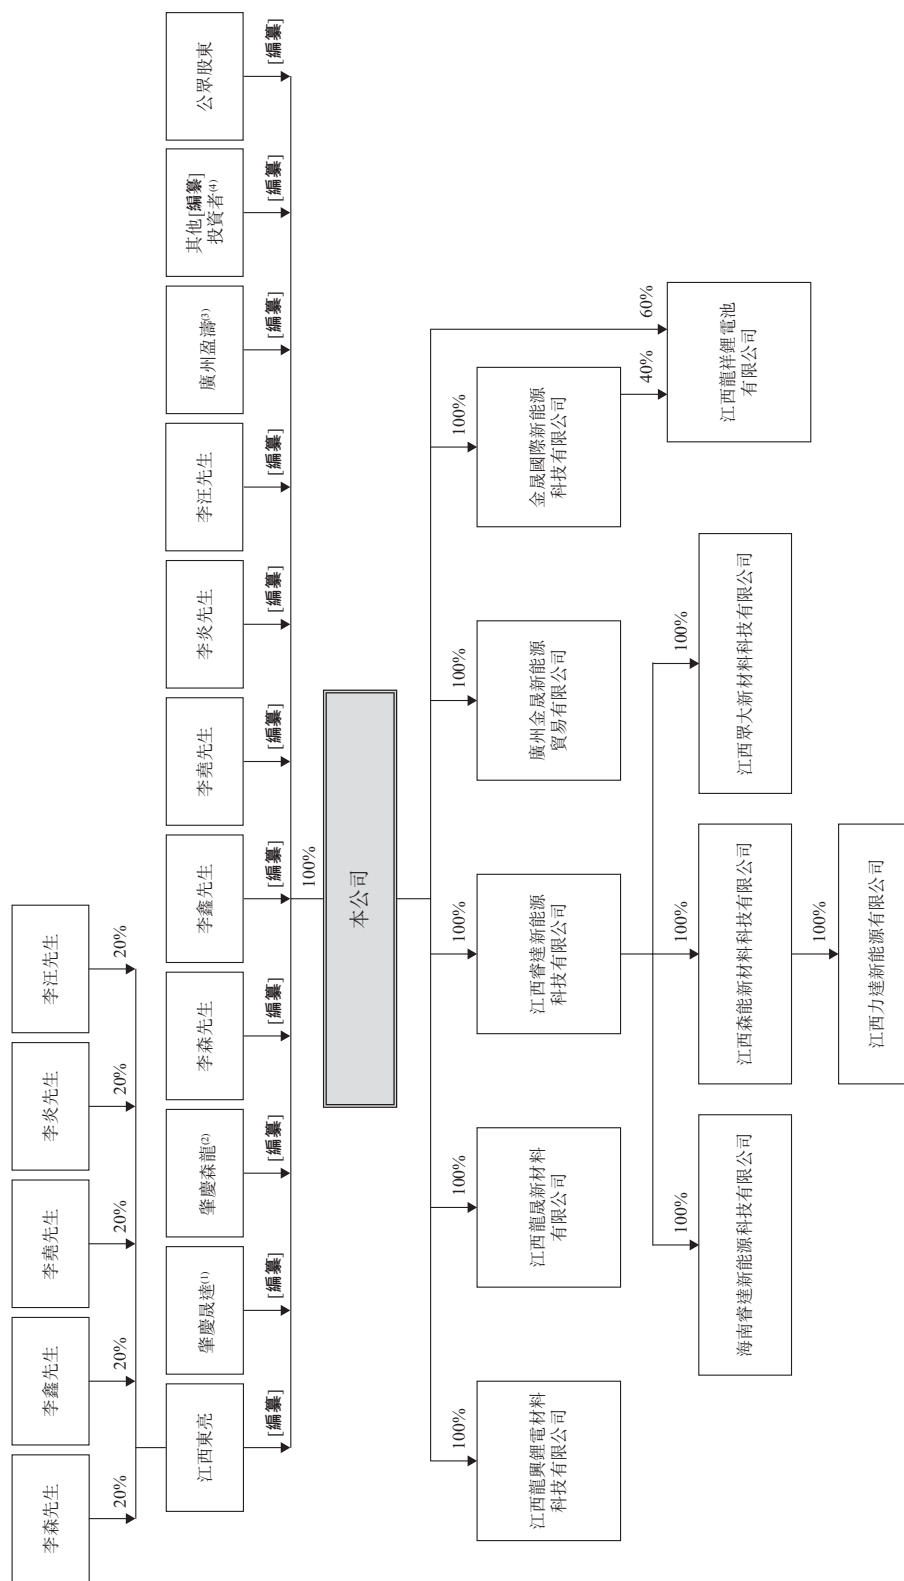 李森先生
李鑫先生
李堯先生
李炎先生
李汪先生
20%
20%
20%
20%
20%
江西東亮
肇慶晟達(1)
肇慶森龍(2)
李森先生
李鑫先生
李堯先生
李炎先生
李汪先生
廣州盈濤(3)
其他[編纂]
投資者(4)
公眾股東
[編纂]
[編纂]
[編纂]
[編纂]
[編纂]
[編纂]
[編纂]
[編纂]
[編纂]
[編纂]
[編纂]
100%
本公司
100%
100%
100%
100%
100%
60%
江西龍興鋰電材料
科技有限公司
江西龍晟新材料
有限公司
江西睿達新能源
科技有限公司
廣州金晟新能源
貿易有限公司
金晟國際新能源
科技有限公司
40%
江西龍祥鋰電池
有限公司
100%
100%
100%
海南睿達新能源科技有限公司
江西森能新材料科技有限公司
江西眾大新材料科技有限公司
100%
江西力達新能源有限公司